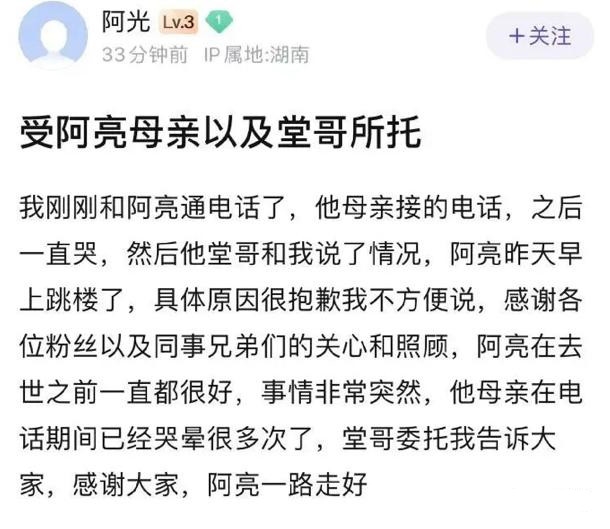 阿光 Lv.3 1
+关注
33分钟前 IP属地:湖南
受阿亮母亲以及堂哥所托
我刚刚和阿亮通电话了，他母亲接的电话，之后
一直哭，然后他堂哥和我说了情况，阿亮昨天早
上跳楼了，具体原因很抱歉我不方便说，感谢各
位粉丝以及同事兄弟们的关心和照顾，阿亮在去
世之前一直都很好，事情非常突然，他母亲在电
话期间已经哭晕很多次了，堂哥委托我告诉大
家，感谢大家，阿亮一路走好